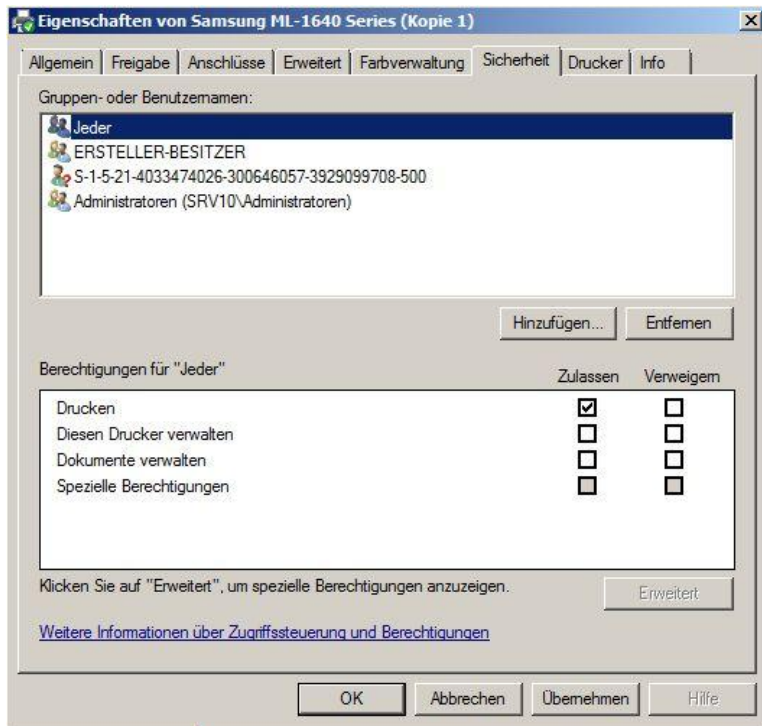 Eigenschaften von Samsung ML-1640 Series (Kopie 1)
Allgemein Freigabe Anschlüsse Erweitert Farbverwaltung Sicherheit Drucker Info
Gruppen- oder Benutzernamen:
Jeder
ERSTELLER-BESITZER
S-1-5-21-4033474026-300646057-3929099708-500
Administratoren (SRV10\Administratoren)
Hinzufügen... Entfernen
Berechtigungen für "Jeder" Zulassen Verweigern
Drucken
Diesen Drucker verwalten
Dokumente verwalten
Spezielle Berechtigungen
Klicken Sie auf "Erweitert", um spezielle Berechtigungen anzuzeigen. Erweitert
Weitere Informationen über Zugriffssteuerung und Berechtigungen
OK Abbrechen Übernehmen Hilfe